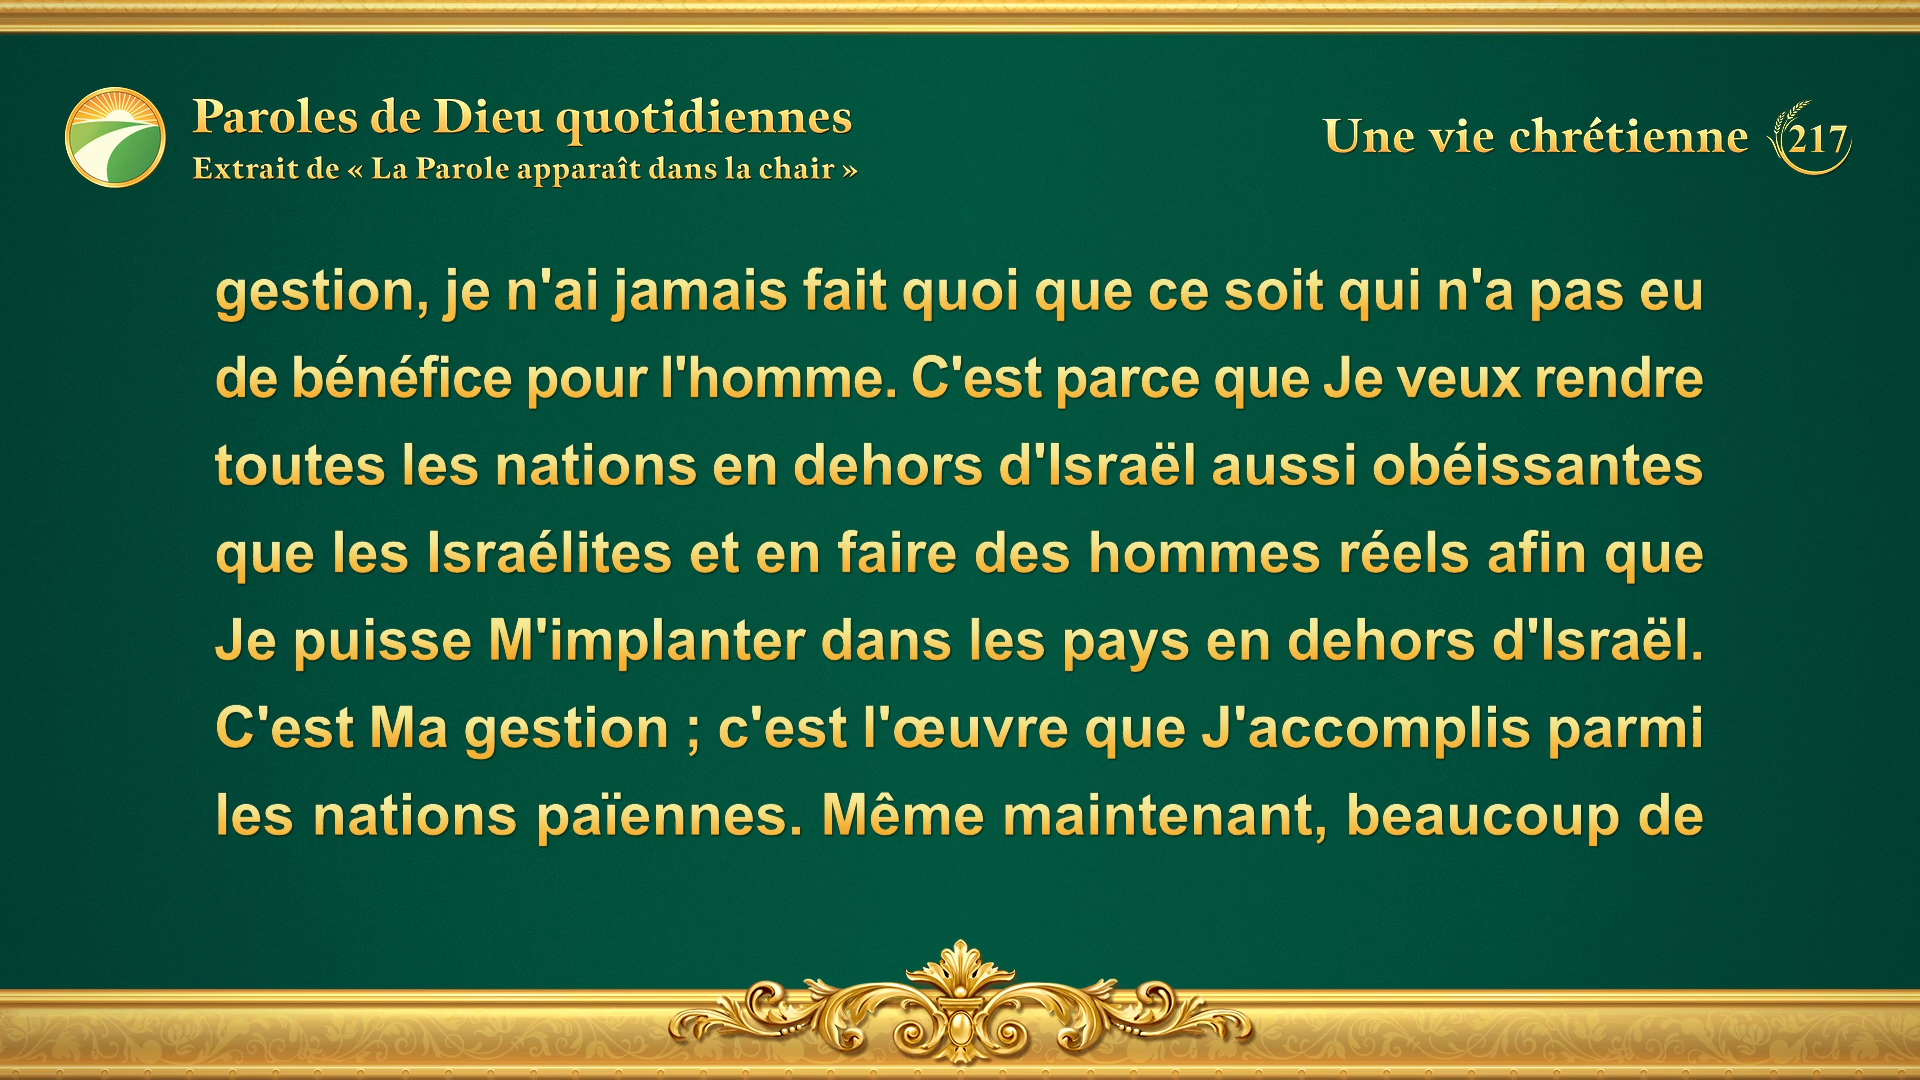 Paroles de Dieu quotidiennes
Extrait de « La Parole apparaît dans la chair »
Une vie chrétienne 217
gestion, je n'ai jamais fait quoi que ce soit qui n'a pas eu
de bénéfice pour l'homme. C'est parce que Je veux rendre
toutes les nations en dehors d'Israël aussi obéissantes
que les Israélites et en faire des hommes réels afin que
Je puisse M'implanter dans les pays en dehors d'Israël.
C'est Ma gestion ; c'est l'œuvre que J'accomplis parmi
les nations païennes. Même maintenant, beaucoup de